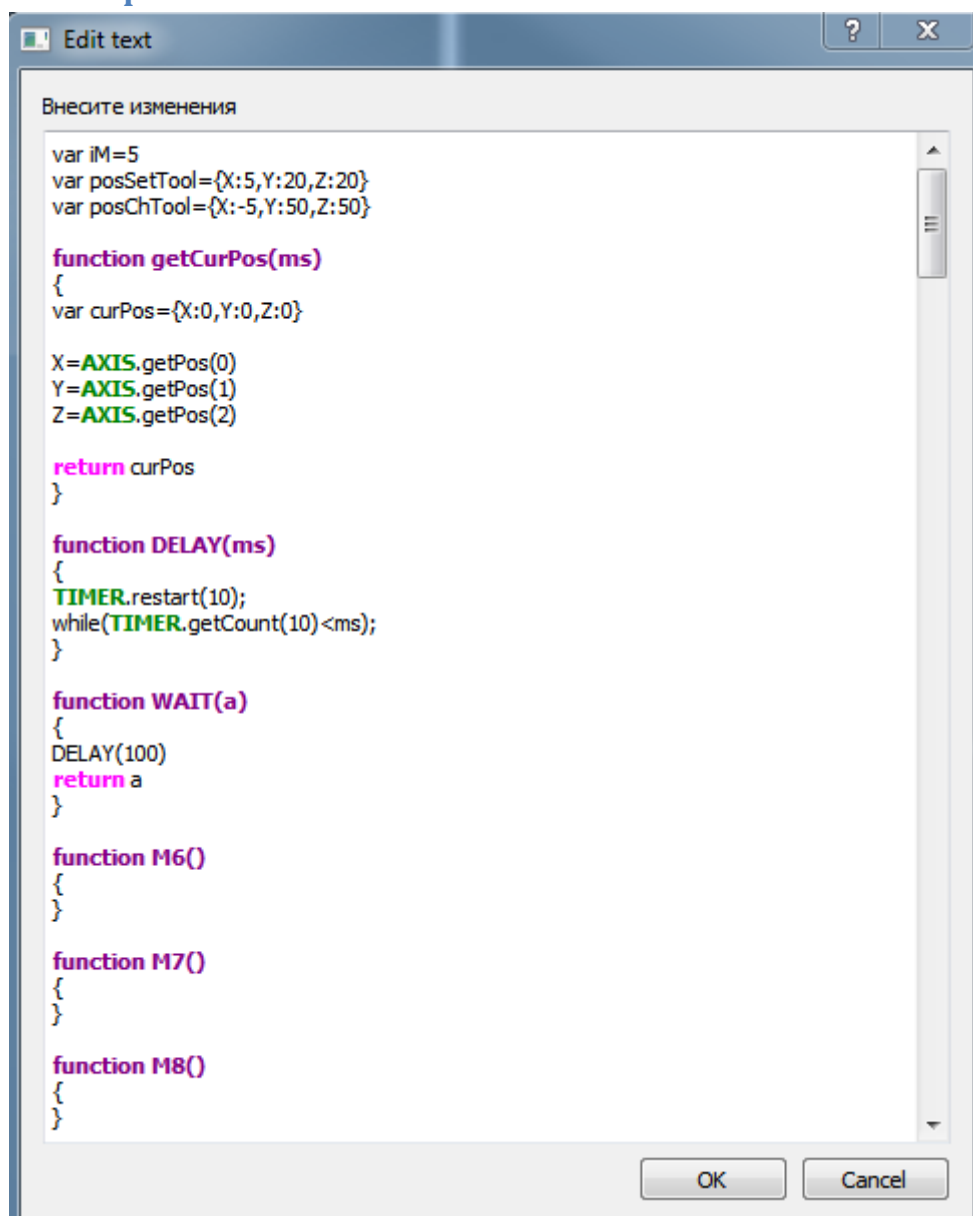 Edit text
Внесите изменения
var iM=5
var posSetTool={X:5,Y:20,Z:20}
var posChTool={X:-5,Y:50,Z:50}
function getCurPos(ms)
{
var curPos={X:0,Y:0,Z:0}
X=AXIS.getPos(0)
Y=AXIS.getPos(1)
Z=AXIS.getPos(2)
return curPos
}
function DELAY(ms)
{
TIMER.restart(10);
while(TIMER.getCount(10)<ms);
}
function WAIT(a)
{
DELAY(100)
return a
}
function M6()
{
}
function M7()
{
}
function M8()
{
}
OK Cancel